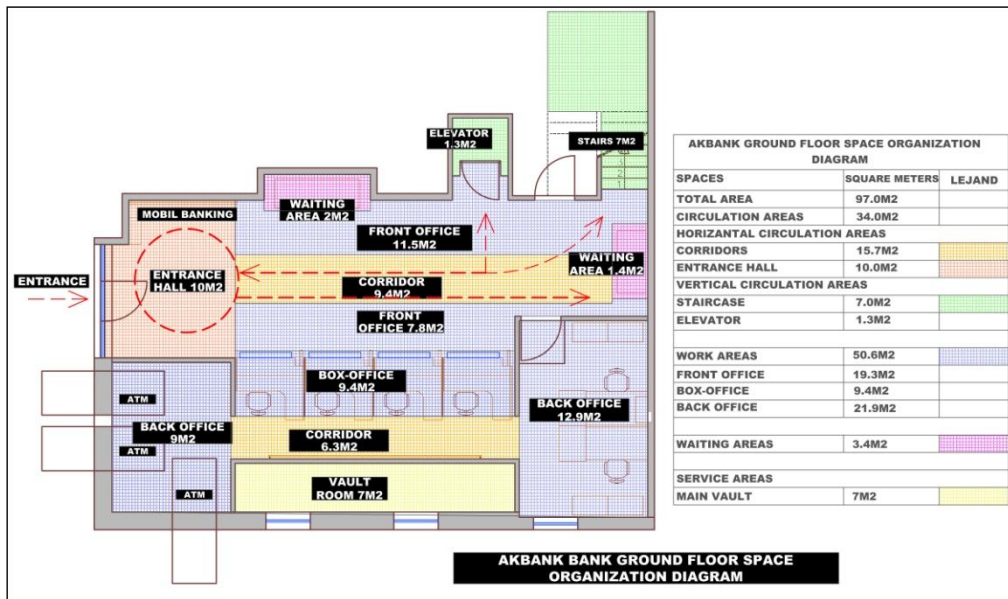 ELEVATOR
1.3M2
STAIRS 7M2
WAITING
AREA 2M2
MOBIL BANKING
FRONT OFFICE
11.5M2
WAITING
AREA 1.4M2
ENTRANCE
ENTRANCE
HALL 10M2
CORRIDOR
9.4M2
FRONT
OFFICE 7.8M2
BOX-OFFICE
9.4M2
ATM
BACK OFFICE
9M2
ATM
ATM
BACK OFFICE
12.9M2
CORRIDOR
6.3M2
VAULT
ROOM 7M2
AKBANK BANK GROUND FLOOR SPACE
ORGANIZATION DIAGRAM
AKBANK GROUND FLOOR SPACE ORGANIZATION
DIAGRAM
SPACES SQUARE METERS LEJAND
TOTAL AREA 97.0M2
CIRCULATION AREAS 34.0M2
HORIZANTAL CIRCULATION AREAS
CORRIDORS 15.7M2
ENTRANCE HALL 10.0M2
VERTICAL CIRCULATION AREAS
STAIRCASE 7.0M2
ELEVATOR 1.3M2
WORK AREAS 50.6M2
FRONT OFFICE 19.3M2
BOX-OFFICE 9.4M2
BACK OFFICE 21.9M2
WAITING AREAS 3.4M2
SERVICE AREAS
MAIN VAULT 7M2